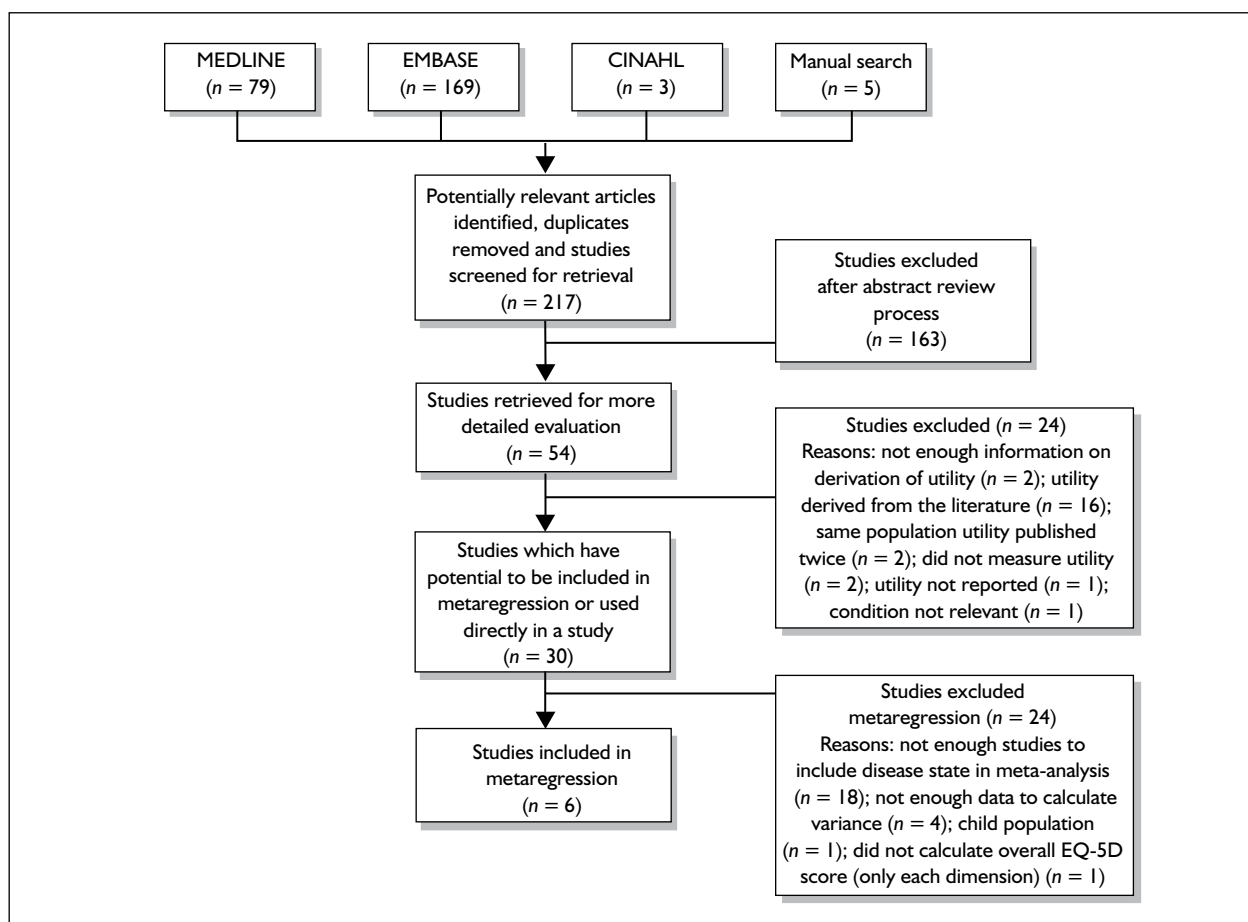 MEDLINE
(n = 79)
EMBASE
(n = 169)
CINAHL
(n = 3)
Manual search
(n = 5)
Potentially relevant articles
identified, duplicates
removed and studies
screened for retrieval
(n = 217)
Studies excluded
after abstract review
process
(n = 163)
Studies retrieved for more
detailed evaluation
(n = 54)
Studies excluded (n = 24)
Reasons: not enough information on
derivation of utility (n = 2); utility
derived from the literature (n = 16);
same population utility published
twice (n = 2); did not measure utility
(n = 2); utility not reported (n = 1);
condition not relevant (n = 1)
Studies which have
potential to be included in
metaregression or used
directly in a study
(n = 30)
Studies excluded
metaregression (n = 24)
Reasons: not enough studies to
include disease state in meta-analysis
(n = 18); not enough data to calculate
variance (n = 4); child population
(n = 1); did not calculate overall EQ-5D
score (only each dimension) (n = 1)
Studies included in
metaregression
(n = 6)